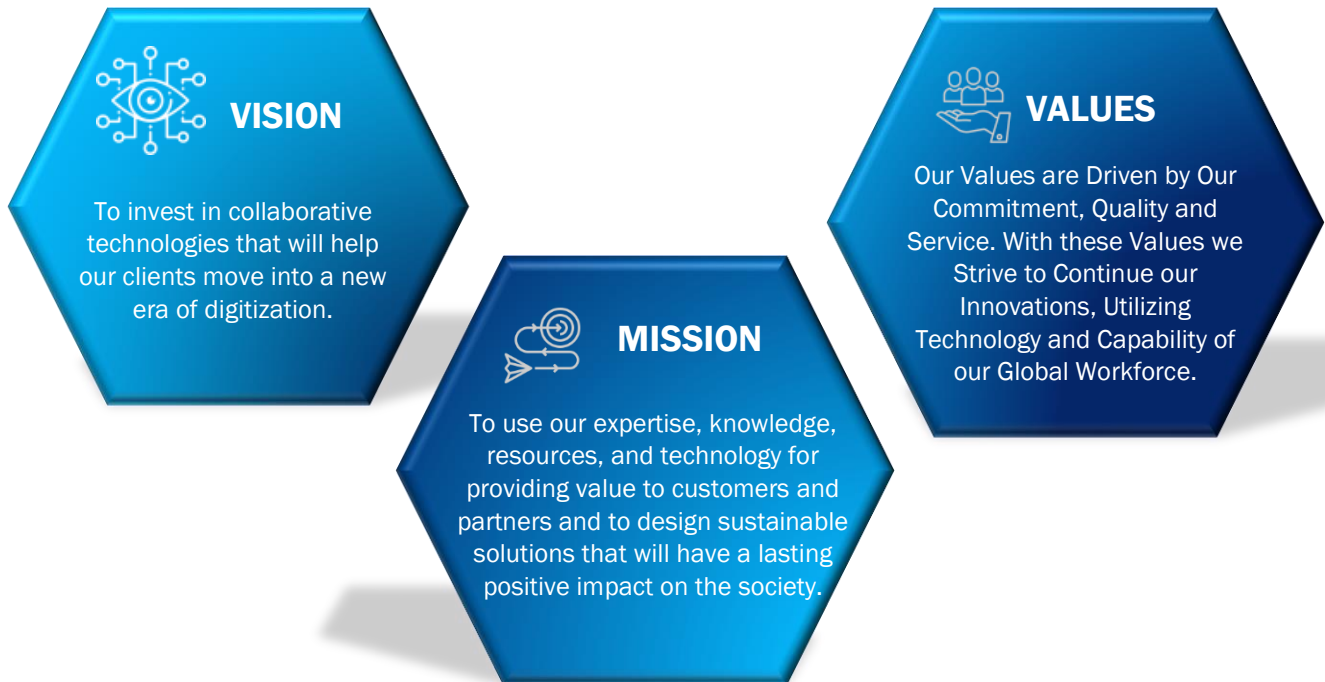 VISION
To invest in collaborative
technologies that will help
our clients move into a new
era of digitization.
MISSION
To use our expertise, knowledge,
resources, and technology for
providing value to customers and
partners and to design sustainable
solutions that will have a lasting
positive impact on the society.
VALUES
Our Values are Driven by Our
Commitment, Quality and
Service. With these Values we
Strive to Continue our
Innovations, Utilizing
Technology and Capability of
our Global Workforce.